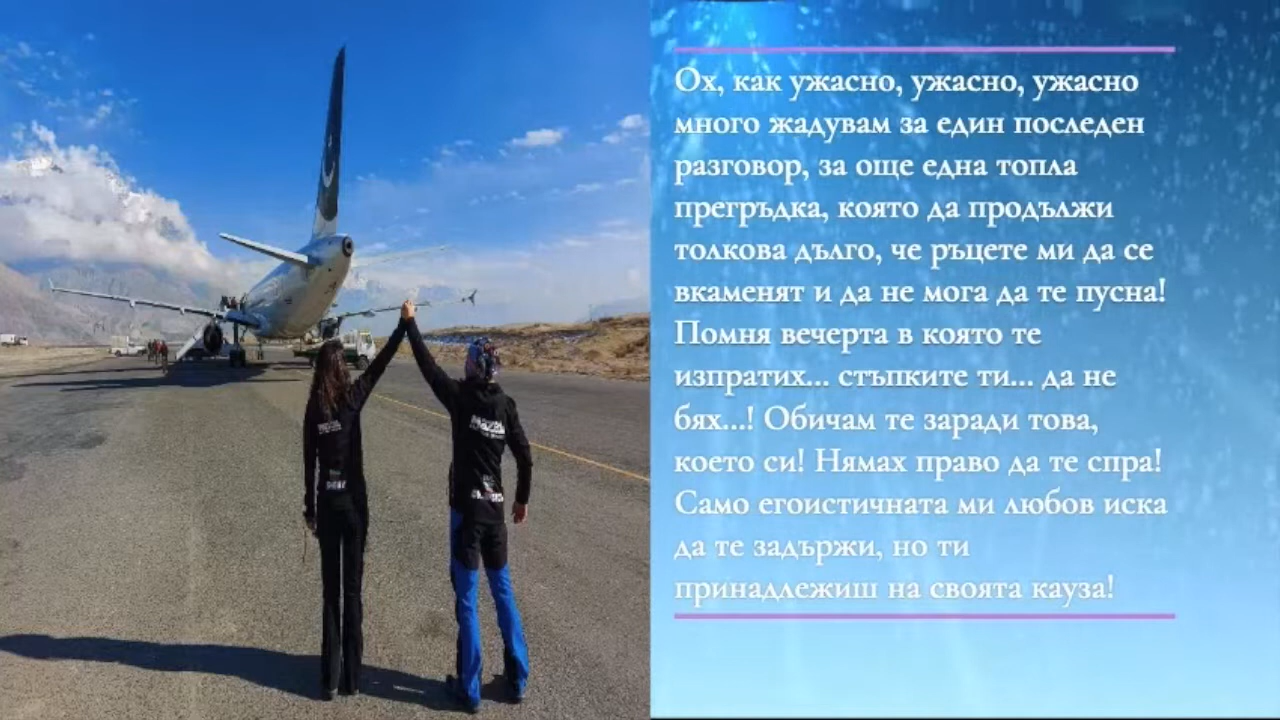 Ох, как ужасно, ужасно, ужасно
много жадувам за един последен
разговор, за още една топла
прегръдка, която да продължи
толкова дълго, че ръцете ми да се
вкаменят и да не мога да те пусна!
Помня вечерта в която те
изпратих... стъпките ти... да не
бях...! Обичам те заради това,
което си! Нямах право да те спра!
Само егоистичната ми любов иска
да те задържи, но ти
принадлежиш на своята кауза!